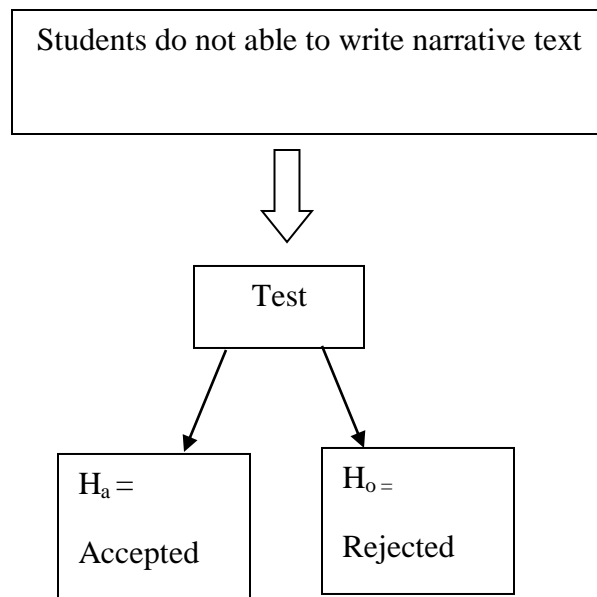 Students do not able to write narrative text
Test
Hₐ =
Accepted
Hₒ =
Rejected